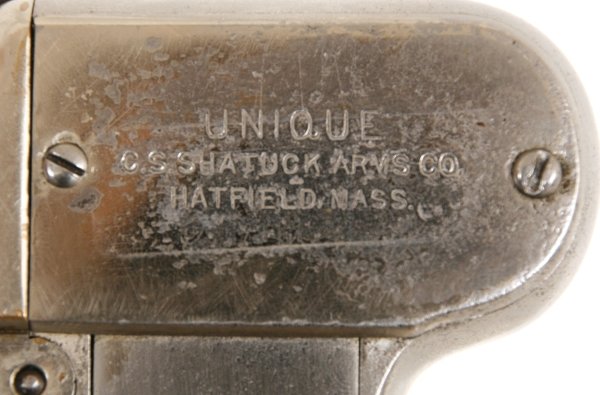 UNIQUE
C.S. SHATUCK ARMS CO.
HATFIELD, MASS.